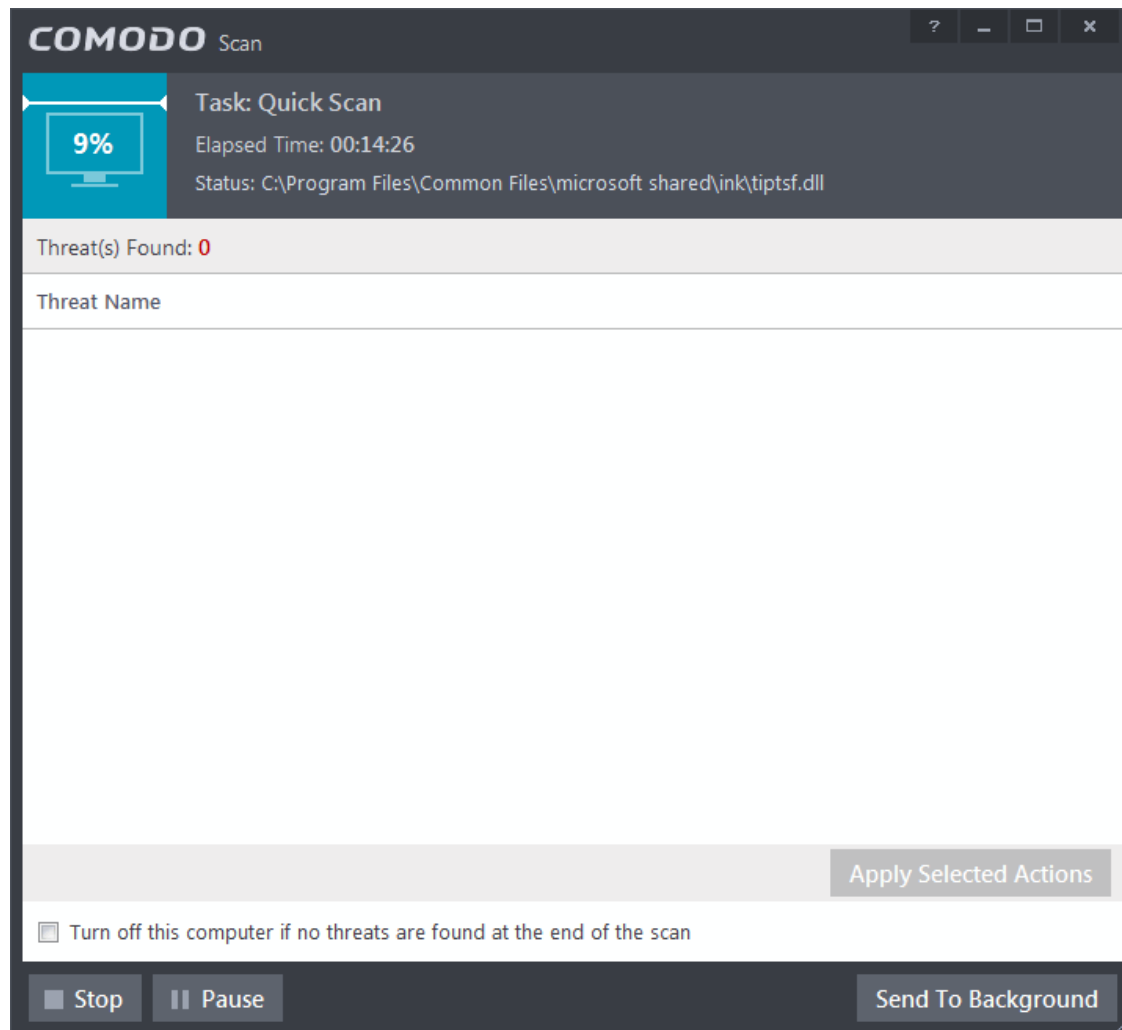 COMODO Scan
?
9%
Task: Quick Scan
Elapsed Time: 00:14:26
Status: C:\Program Files\Common Files\microsoft shared\ink\tiptsf.dll
Threat(s) Found: 0
Threat Name
Apply Selected Actions
Turn off this computer if no threats are found at the end of the scan
Stop
Pause
Send To Background